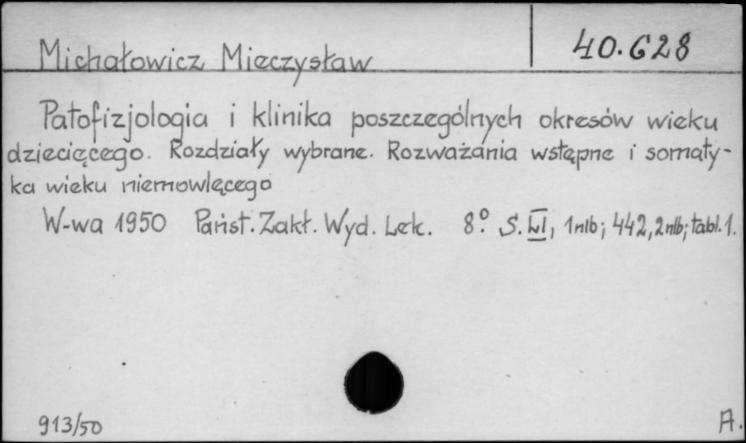 Michałowicz Mieczysław
40.628
Patofizjologia i klinika poszczególnych okresów wieku
dziecięcego. Rozdziały wybrane. Rozważania wstępne i somaty-
ka wieku niemowlęcego
W-wa 1950 Państ. Zakł. Wyd. Lek. 8° S. LI, 1nlb; 442, 2nlb; tabl. 1.
913/50
A.